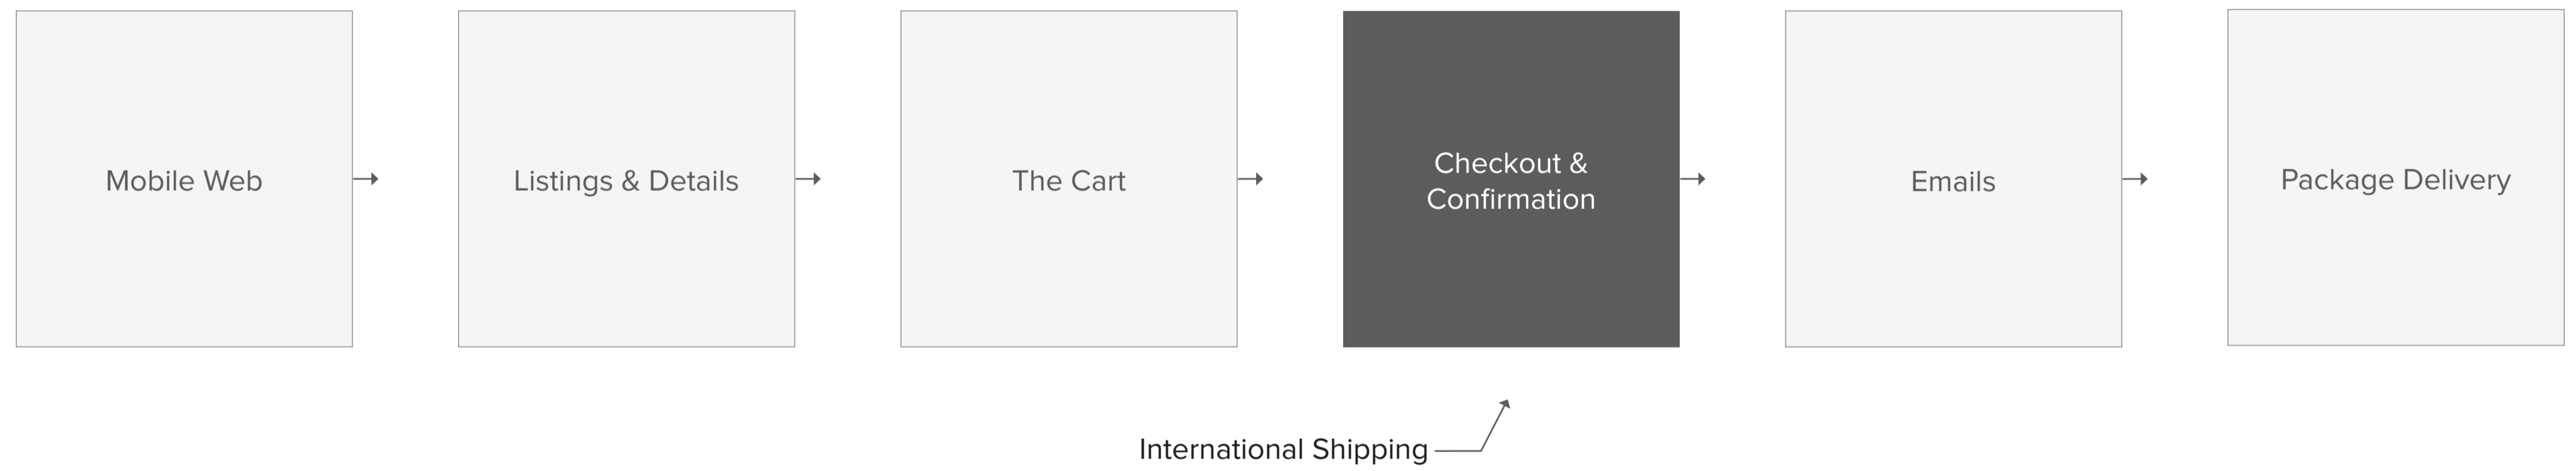 Mobile Web
Listings & Details
The Cart
Checkout &
Confirmation
Emails
Package Delivery
International Shipping